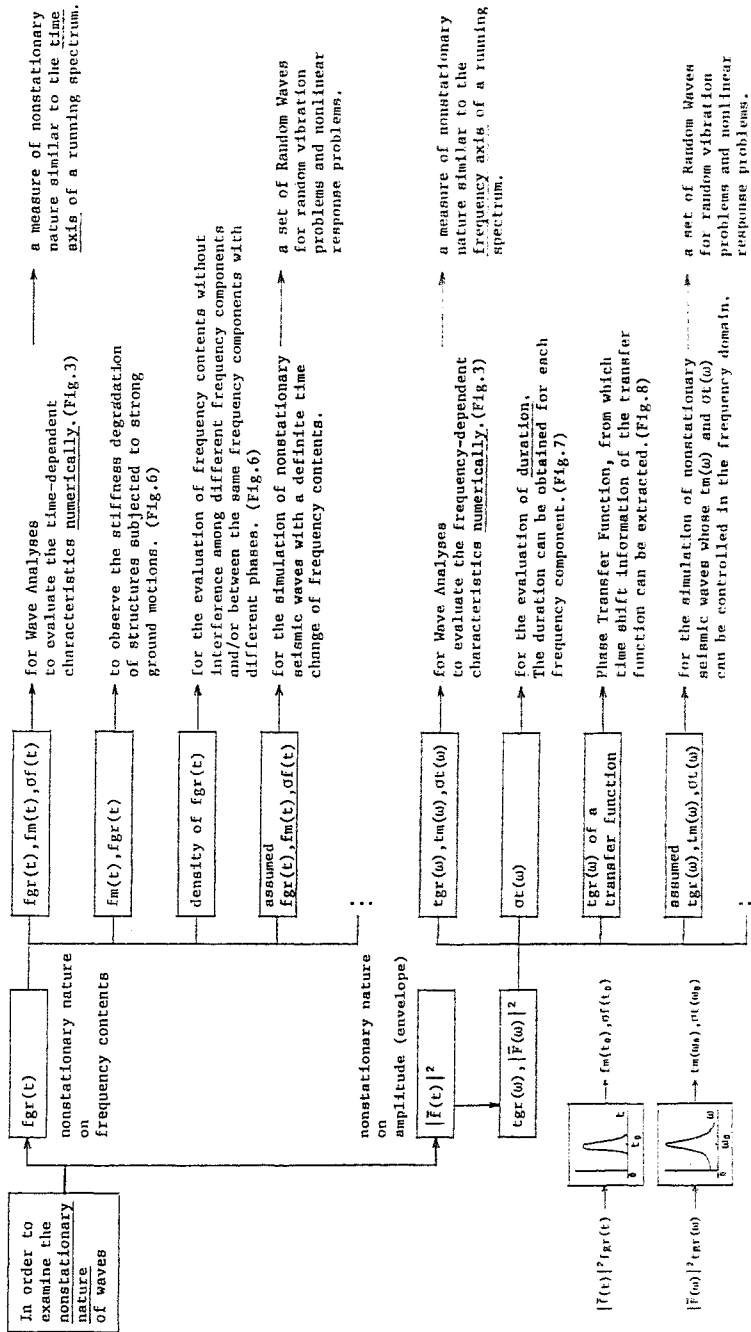 In order to
examine the
nonstationary
nature
of waves
fgr(t)
nonstationary nature
on
frequency contents
fgr(t),fm(t),σf(t)
for Wave Analyses
to evaluate the time-dependent
characteristics numerically.(Fig.3)
a measure of nonstationary
nature similar to the time
axis of a running spectrum.
fm(t),fgr(t)
to observe the stiffness degradation
of structures subjected to strong
ground motions. (Fig.6)
density of fgr(t)
for the evaluation of frequency contents without
interference among different frequency components
and/or between the same frequency components with
different phases. (Fig.6)
assumed
fgr(t),fm(t),σf(t)
for the simulation of nonstationary
seismic waves with a definite time
change of frequency contents.
a set of Random Waves
for random vibration
problems and nonlinear
response problems.
...
nonstationary nature
on
amplitude (envelope)
|f̄(t)|²
tgr(ω),|F̄(ω)|²
tgr(ω),tm(ω),σt(ω)
for Wave Analyses
to evaluate the frequency-dependent
characteristics numerically.(Fig.3)
a measure of nonstationary
nature similar to the
frequency axis of a running
spectrum.
σt(ω)
for the evaluation of duration.
The duration can be obtained for each
frequency component.(Fig.7)
tgr(ω) of a
transfer function
Phase Transfer Function, from which
time shift information of the transfer
function can be extracted.(Fig.8)
assumed
tgr(ω),tm(ω),σt(ω)
for the simulation of nonstationary
seismic waves whose tm(ω) and σt(ω)
can be controlled in the frequency domain.
a set of Random Waves
for random vibration
problems and nonlinear
response problems.
...
|f̄(t)|²fgr(t)
0 t₀ t
fm(t₀),σf(t₀)
|F̄(ω)|²tgr(ω)
0 ω₀ ω
tm(ω₀),σt(ω₀)